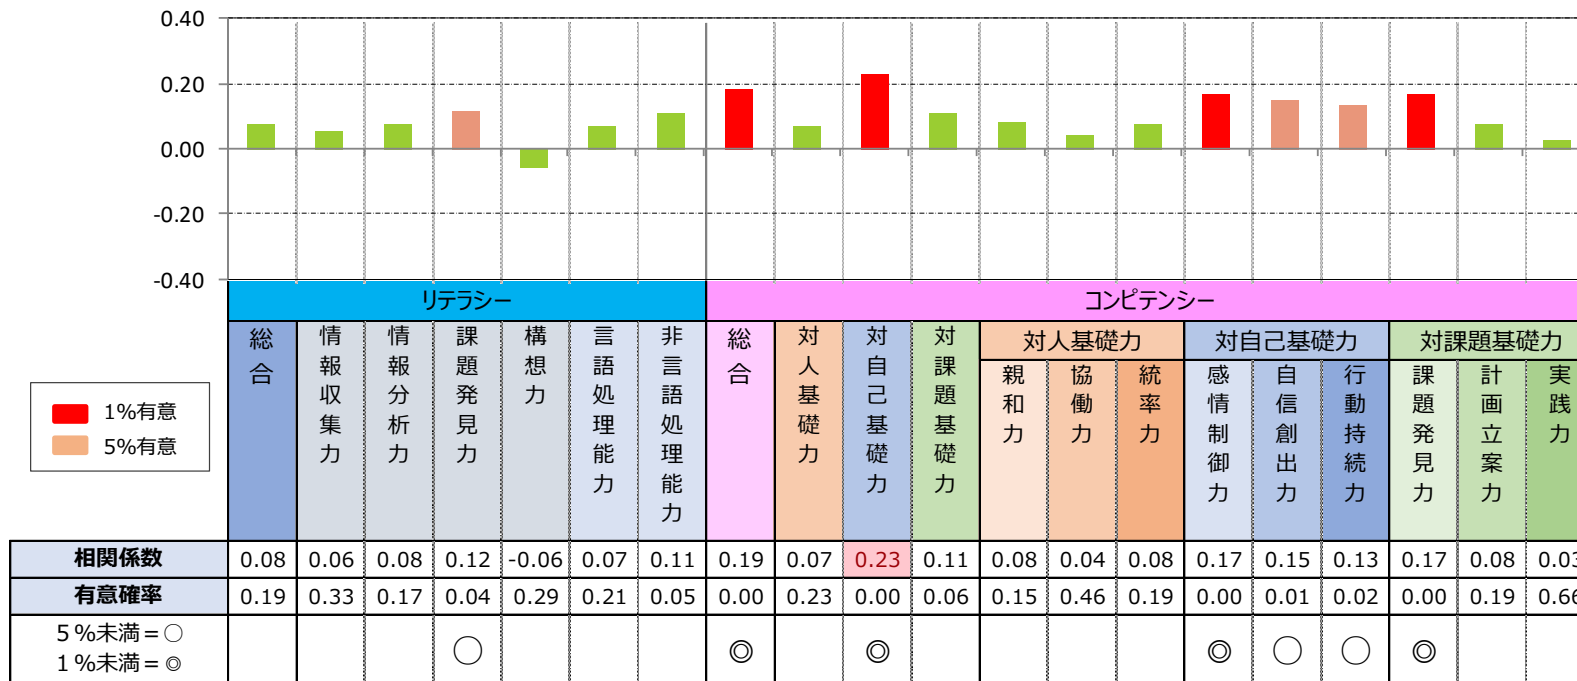 0.40
0.20
0.00
-0.20
-0.40
リテラシー
コンピテンシー
総合
情報収集力
情報分析力
課題発見力
構想力
言語処理能力
非言語処理能力
総合
対人基礎力
対自己基礎力
対課題基礎力
対人基礎力
対自己基礎力
対課題基礎力
親和力
協働力
統率力
感情制御力
自信創出力
行動持続力
課題発見力
計画立案力
実践力
1%有意
5%有意
相関係数 0.08 0.06 0.08 0.12 -0.06 0.07 0.11 0.19 0.07 0.23 0.11 0.08 0.04 0.08 0.17 0.15 0.13 0.17 0.08 0.03
有意確率 0.19 0.33 0.17 0.04 0.29 0.21 0.05 0.00 0.23 0.00 0.06 0.15 0.46 0.19 0.00 0.01 0.02 0.00 0.19 0.66
5%未満=○
1%未満=◎
○ ◎ ◎ ◎ ○ ○ ◎